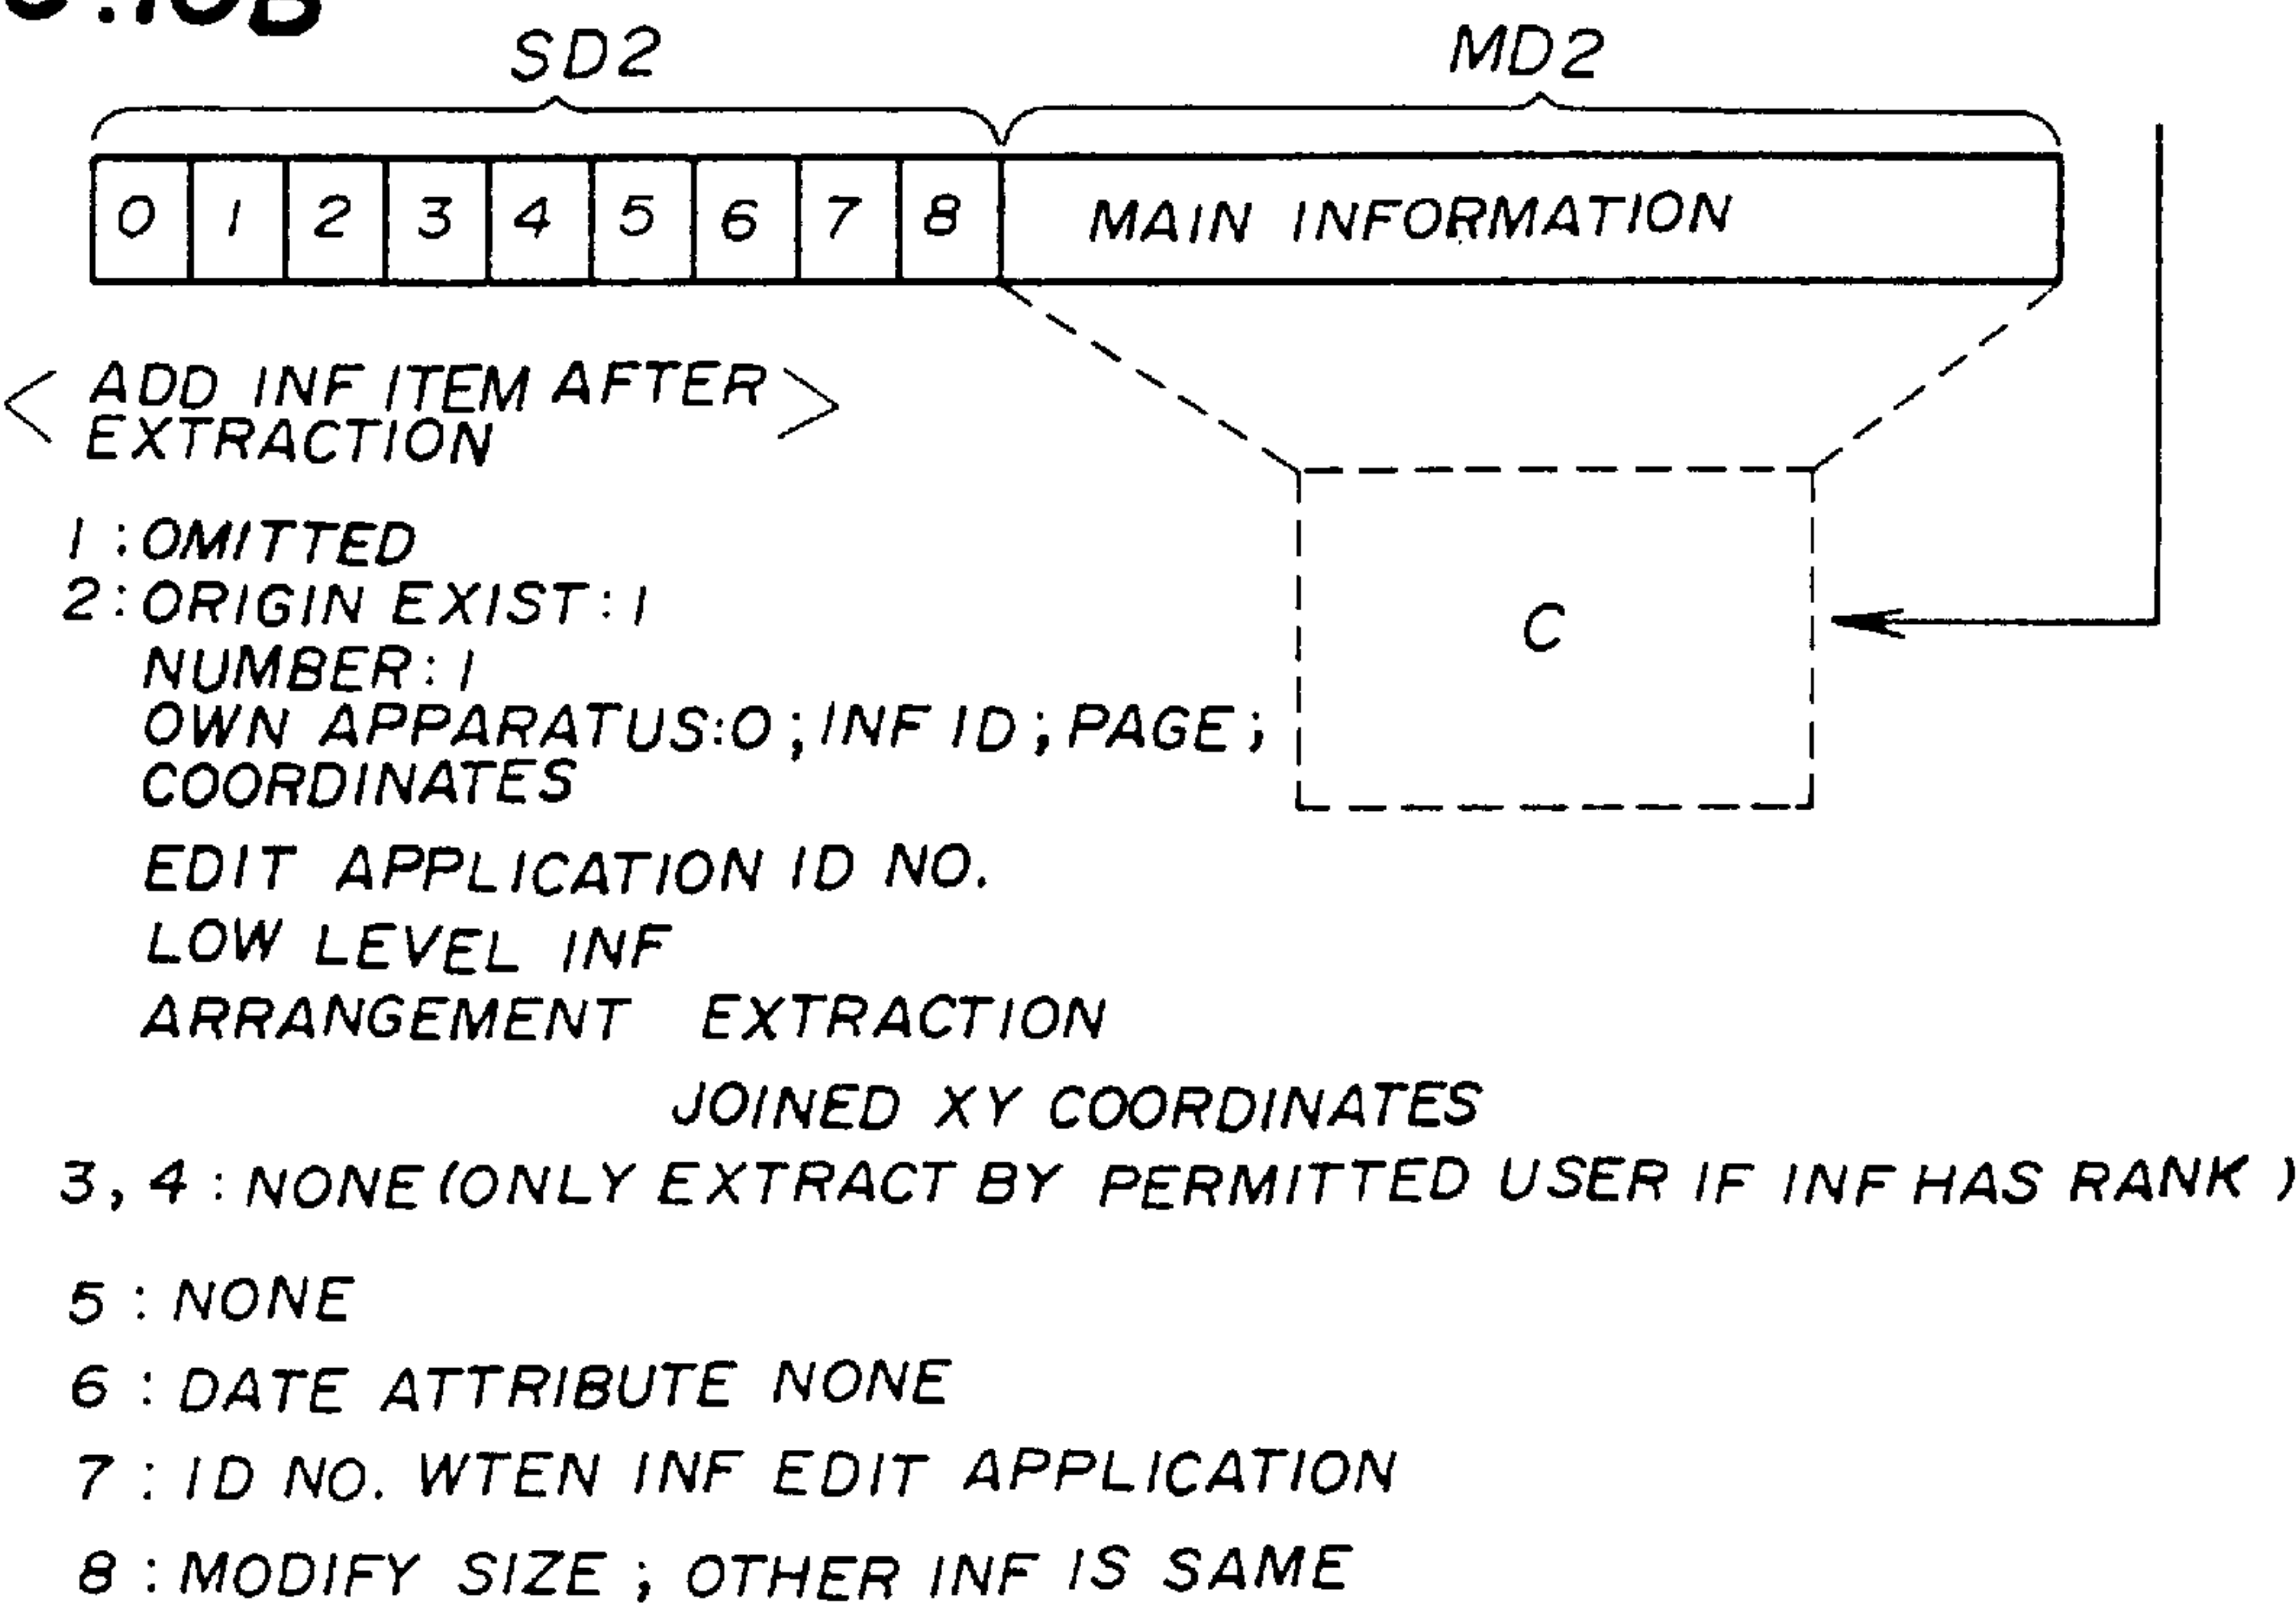 SD2 MD2
0 1 2 3 4 5 6 7 8 MAIN INFORMATION
< ADD INF ITEM AFTER >
EXTRACTION
1 : OMITTED
2 : ORIGIN EXIST : 1
NUMBER : 1
OWN APPARATUS:0 ; INF ID ; PAGE ;
COORDINATES
C
EDIT APPLICATION ID NO.
LOW LEVEL INF
ARRANGEMENT EXTRACTION
JOINED XY COORDINATES
3, 4 : NONE (ONLY EXTRACT BY PERMITTED USER IF INF HAS RANK )
5 : NONE
6 : DATE ATTRIBUTE NONE
7 : ID NO. WTEN INF EDIT APPLICATION
8 : MODIFY SIZE ; OTHER INF IS SAME